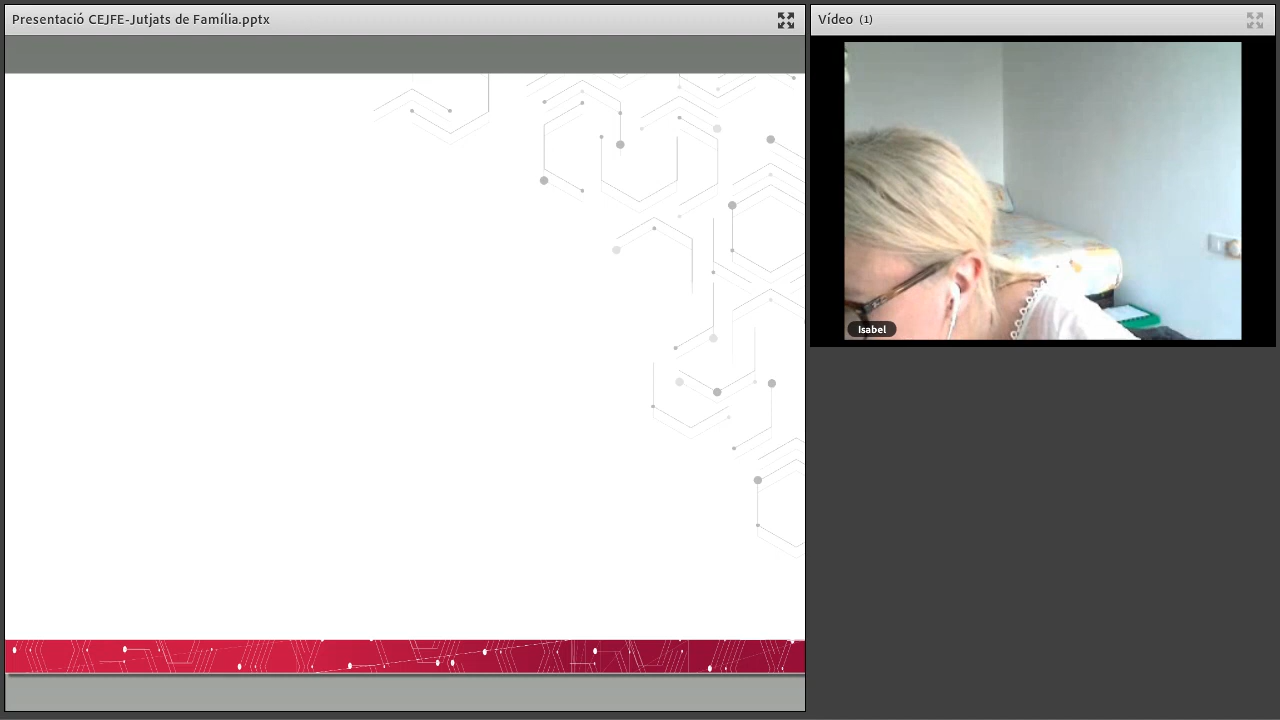 Presentació CEJFE-Jutjats de Família.pptx
Vídeo (1)
Isabel